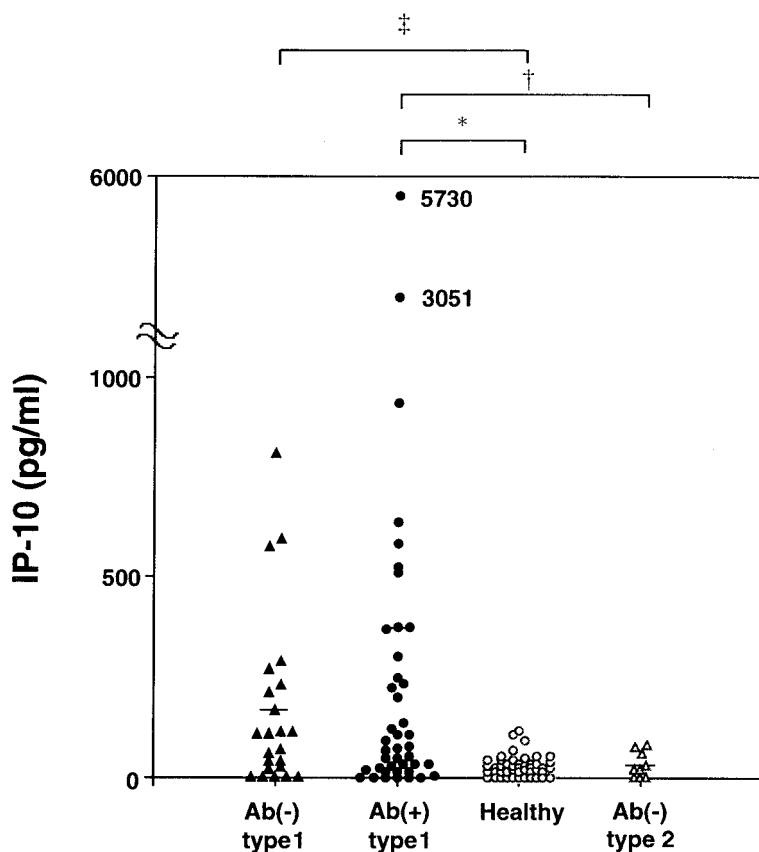 ‡
†
*
6000
5730
3051
1000
500
0
IP-10 (pg/ml)
Ab(-)
type1
Ab(+)
type1
Healthy
Ab(-)
type 2